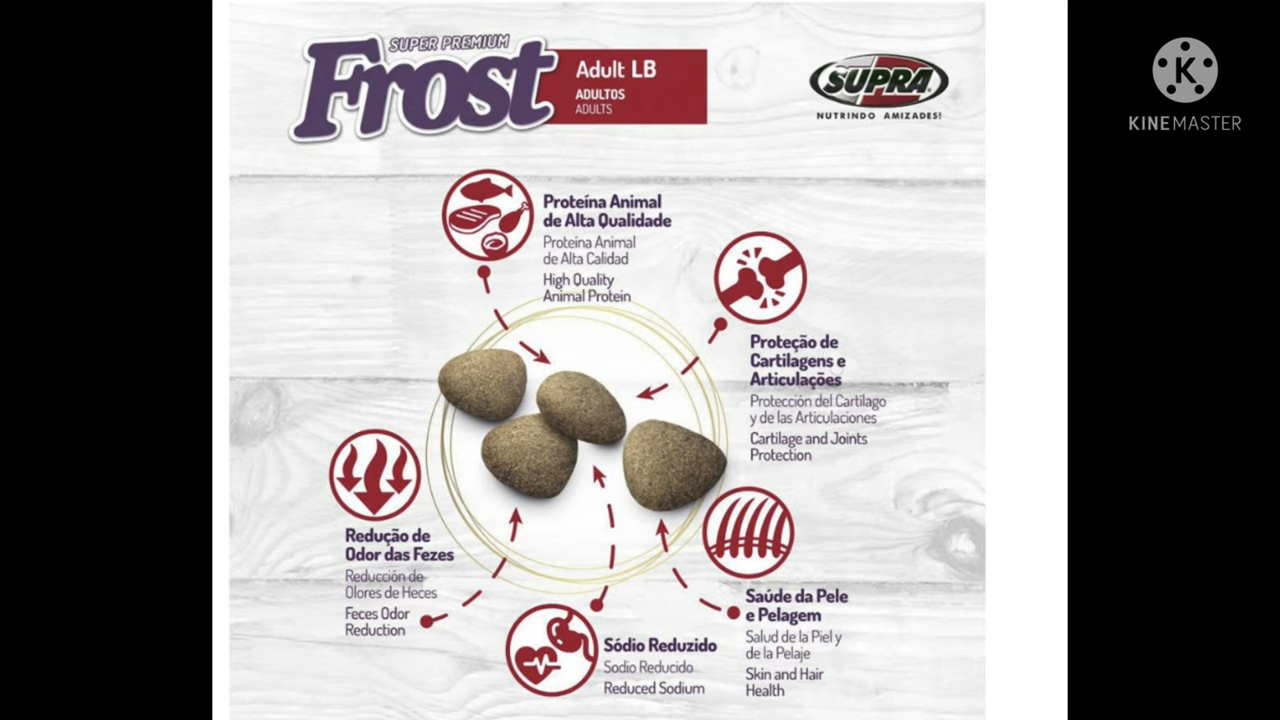 SUPER PREMIUM
Frost
Adult LB
ADULTOS
ADULTS
SUPRA
NUTRINDO AMIZADES!
K
KINEMASTER
Proteína Animal
de Alta Qualidade
Proteína Animal
de Alta Calidad
High Quality
Animal Protein
Proteção de
Cartilagens e
Articulações
Protección del Cartílago
y de las Articulaciones
Cartilage and Joints
Protection
Redução de
Odor das Fezes
Reducción de
Olores de Heces
Feces Odor
Reduction
Sódio Reduzido
Sodio Reducido
Reduced Sodium
Saúde da Pele
e Pelagem
Salud de la Piel y
de la Pelaje
Skin and Hair
Health